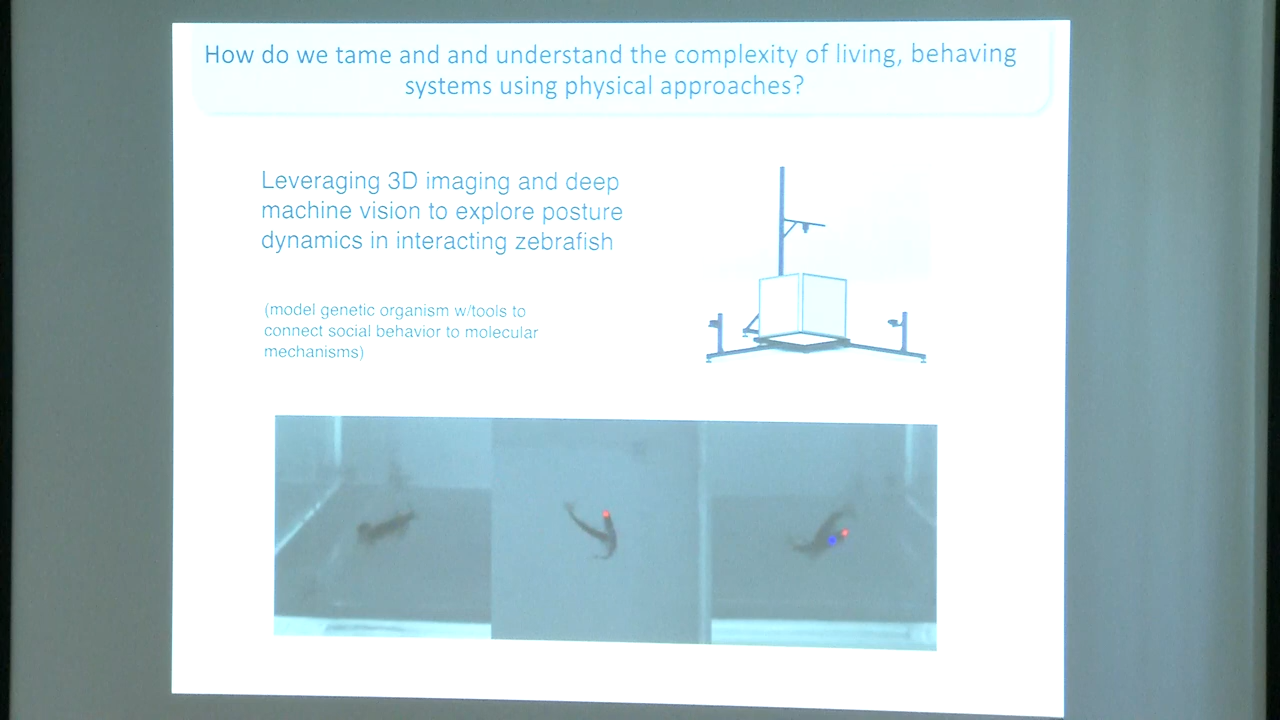 How do we tame and and understand the complexity of living, behaving
systems using physical approaches?
Leveraging 3D imaging and deep
machine vision to explore posture
dynamics in interacting zebrafish
(model genetic organism w/tools to
connect social behavior to molecular
mechanisms)